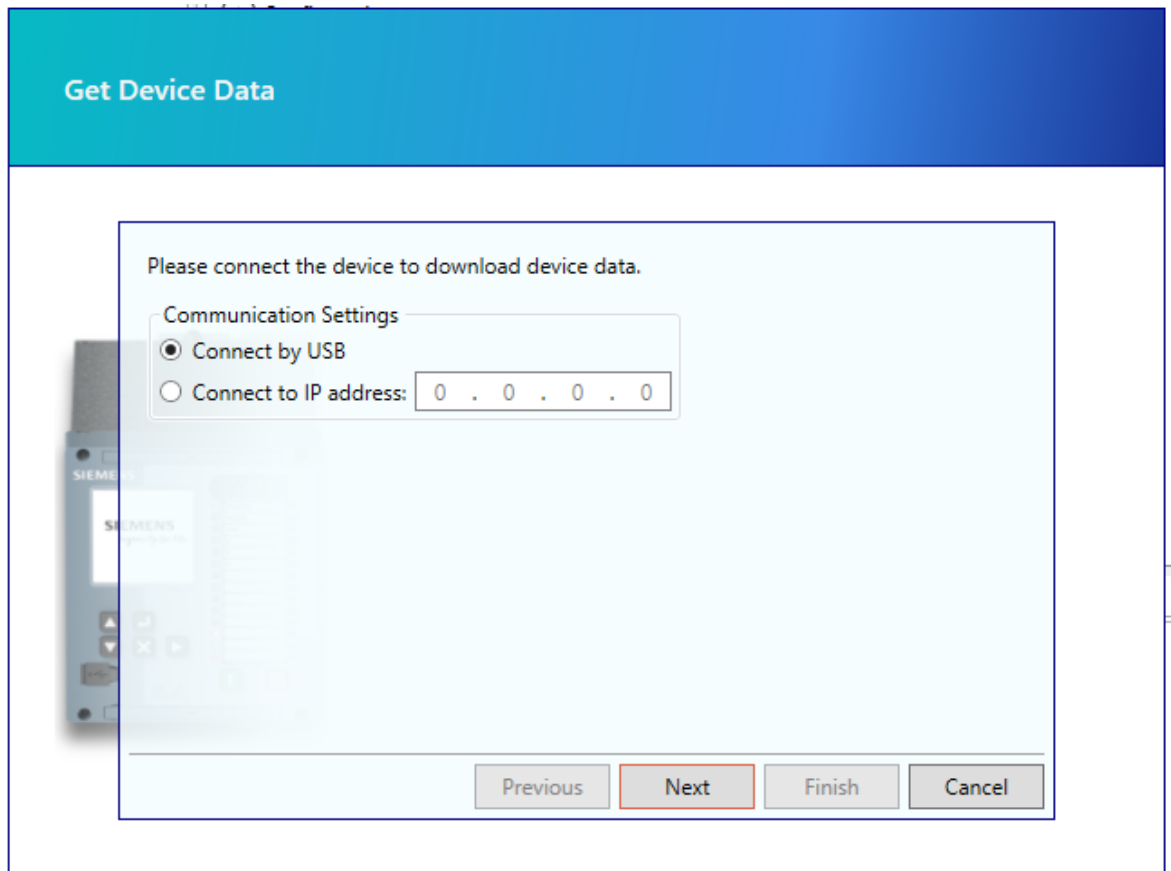 Get Device Data
Please connect the device to download device data.
Communication Settings
Connect by USB
Connect to IP address: 0 . 0 . 0 . 0
SIEMENS
SIEMENS
Previous Next Finish Cancel